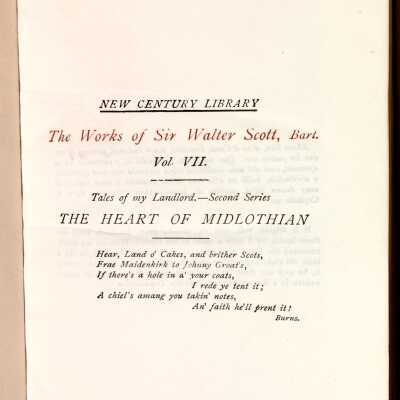 NEW CENTURY LIBRARY
The Works of Sir Walter Scott, Bart.
Vol. VII.
Tales of my Landlord.—Second Series
THE HEART OF MIDLOTHIAN
Hear, Land o' Cakes, and brither Scots,
Frae Maidenkirk to Johnny Groat's,
If there's a hole in a' your coats,
I rede ye tent it;
A chiel's amang you takin' notes,
An' faith he'll prent it!
Burns.